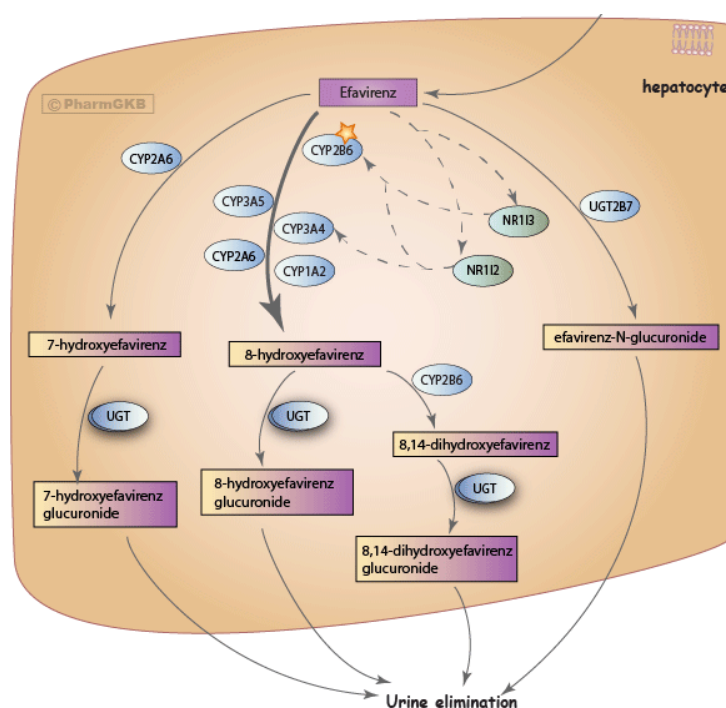 hepatocyte
© PharmGKB
Efavirenz
CYP2B6
CYP2A6
CYP3A5
CYP3A4
CYP2A6
CYP1A2
NR1I3
NR1I2
UGT2B7
7-hydroxyefavirenz
8-hydroxyefavirenz
efavirenz-N-glucuronide
CYP2B6
UGT
UGT
8,14-dihydroxyefavirenz
UGT
7-hydroxyefavirenz
glucuronide
8-hydroxyefavirenz
glucuronide
8,14-dihydroxyefavirenz
glucuronide
Urine elimination